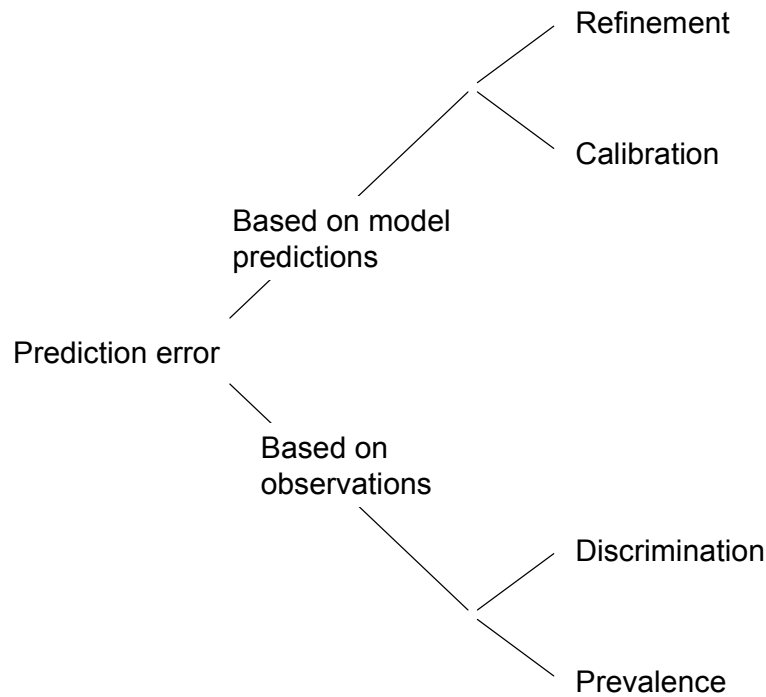 Refinement
Calibration
Based on model
predictions
Prediction error
Based on
observations
Discrimination
Prevalence